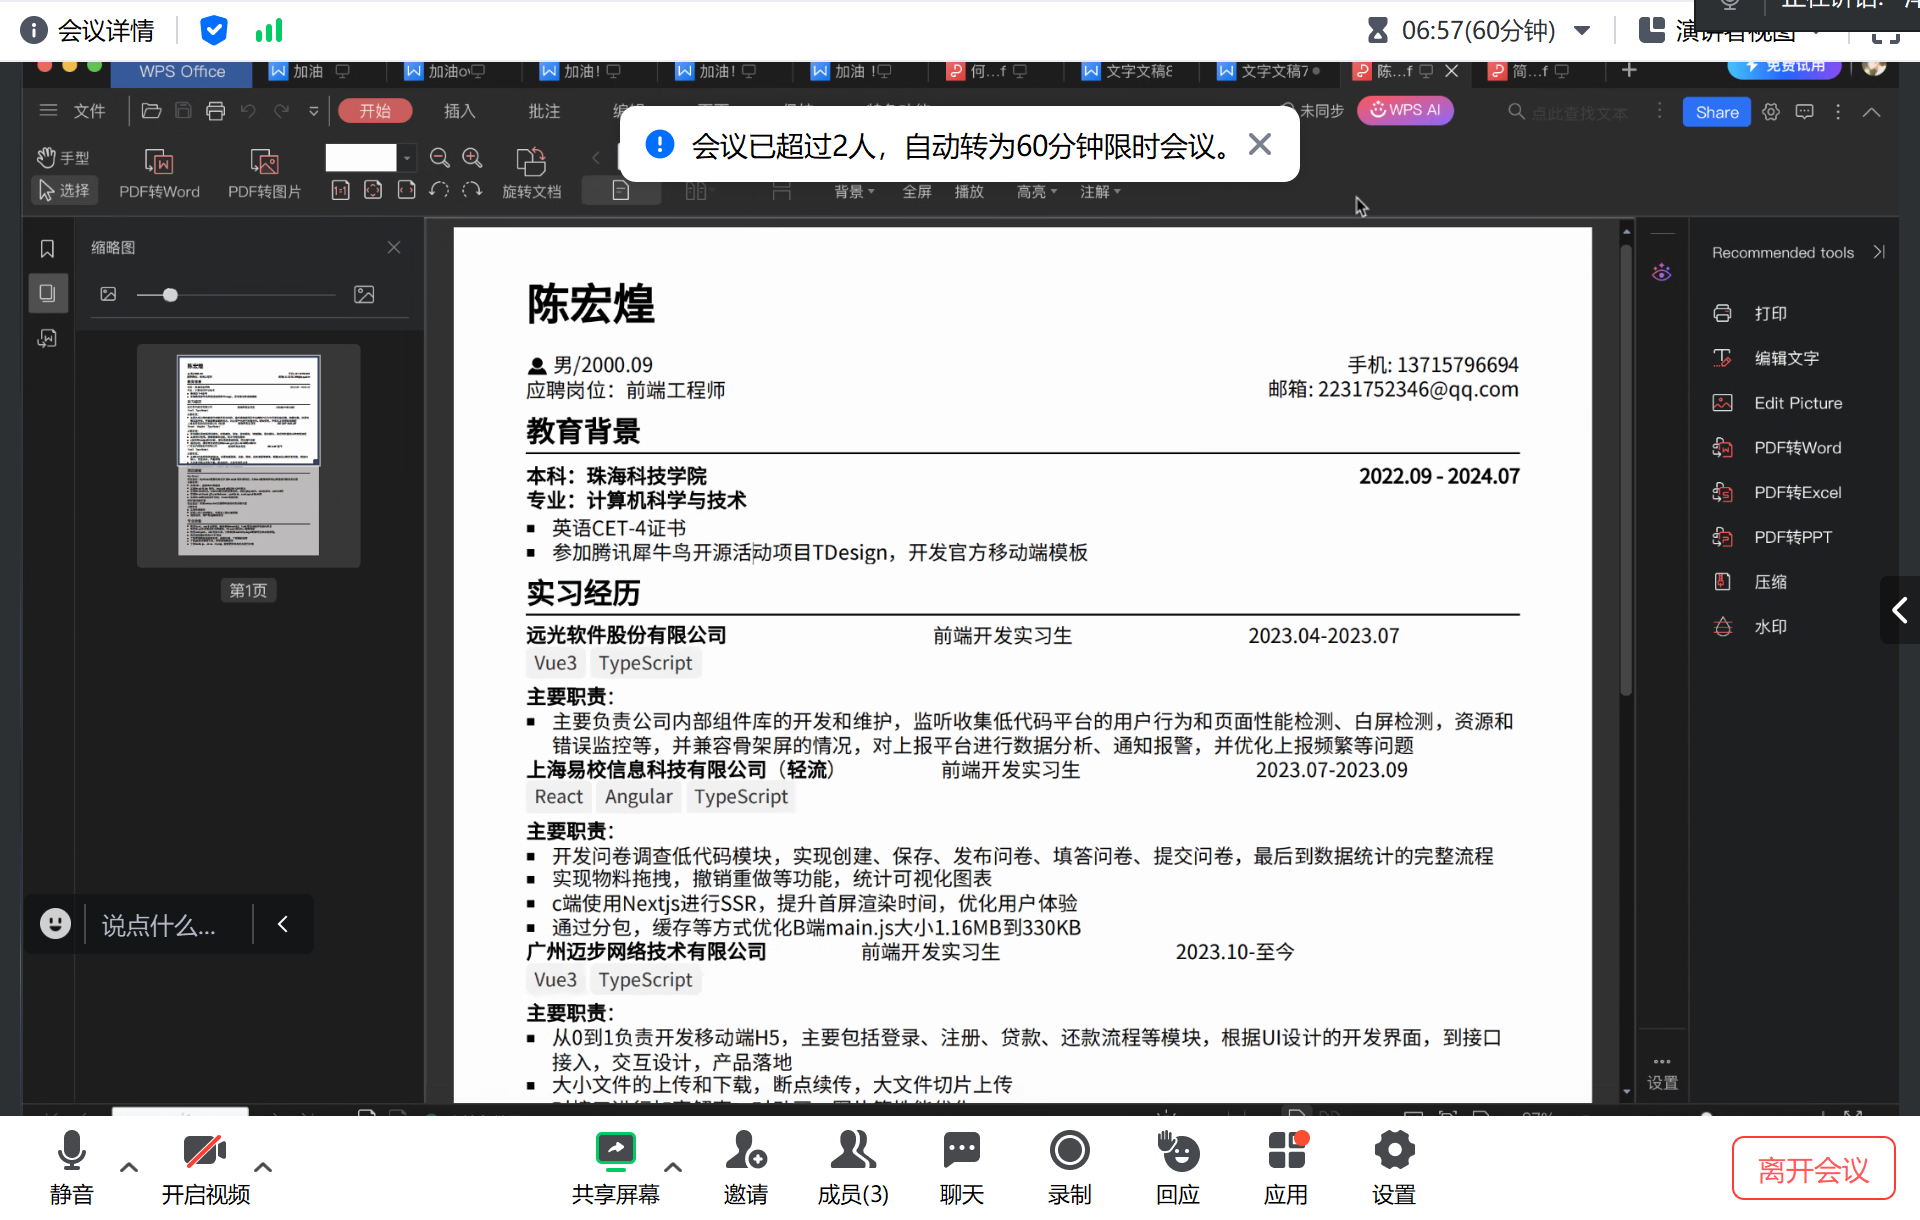 会议详情
06:57(60分钟)
演讲者视图
正在讲话:
WPS Office
加油
加油o
加油!
加油!
加油!
何...f
文字文稿8
文字文稿7
陈...f
简...f
免费试用
文件
开始
插入
批注
未同步
WPS AI
点此查找文本
Share
会议已超过2人，自动转为60分钟限时会议。
手型
选择
PDF转Word
PDF转图片
旋转文档
背景
全屏
播放
高亮
注解
缩略图
第1页
陈宏煌
男/2000.09
手机: 13715796694
应聘岗位：前端工程师
邮箱: 2231752346@qq.com
教育背景
本科：珠海科技学院
2022.09 - 2024.07
专业：计算机科学与技术
英语CET-4证书
参加腾讯犀牛鸟开源活动项目TDesign，开发官方移动端模板
实习经历
远光软件股份有限公司 前端开发实习生 2023.04-2023.07
Vue3 TypeScript
主要职责：
主要负责公司内部组件库的开发和维护，监听收集低代码平台的用户行为和页面性能检测、白屏检测，资源和
错误监控等，并兼容骨架屏的情况，对上报平台进行数据分析、通知报警，并优化上报频繁等问题
上海易校信息科技有限公司（轻流） 前端开发实习生 2023.07-2023.09
React Angular TypeScript
主要职责：
开发问卷调查低代码模块，实现创建、保存、发布问卷、填答问卷、提交问卷，最后到数据统计的完整流程
实现物料拖拽，撤销重做等功能，统计可视化图表
c端使用Nextjs进行SSR，提升首屏渲染时间，优化用户体验
通过分包，缓存等方式优化B端main.js大小1.16MB到330KB
广州迈步网络技术有限公司 前端开发实习生 2023.10-至今
Vue3 TypeScript
主要职责：
从0到1负责开发移动端H5，主要包括登录、注册、贷款、还款流程等模块，根据UI设计的开发界面，到接口
接入，交互设计，产品落地
大小文件的上传和下载，断点续传，大文件切片上传
Recommended tools
打印
编辑文字
Edit Picture
PDF转Word
PDF转Excel
PDF转PPT
压缩
水印
设置
说点什么...
静音
开启视频
共享屏幕
邀请
成员(3)
聊天
录制
回应
应用
设置
离开会议